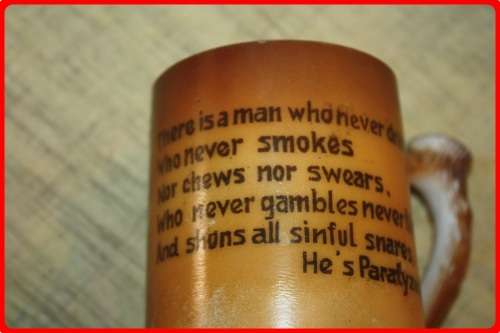 There is a man who never
who never smokes
Nor chews nor swears.
who never gambles never
And shuns all sinful snares
He's Paralyzed